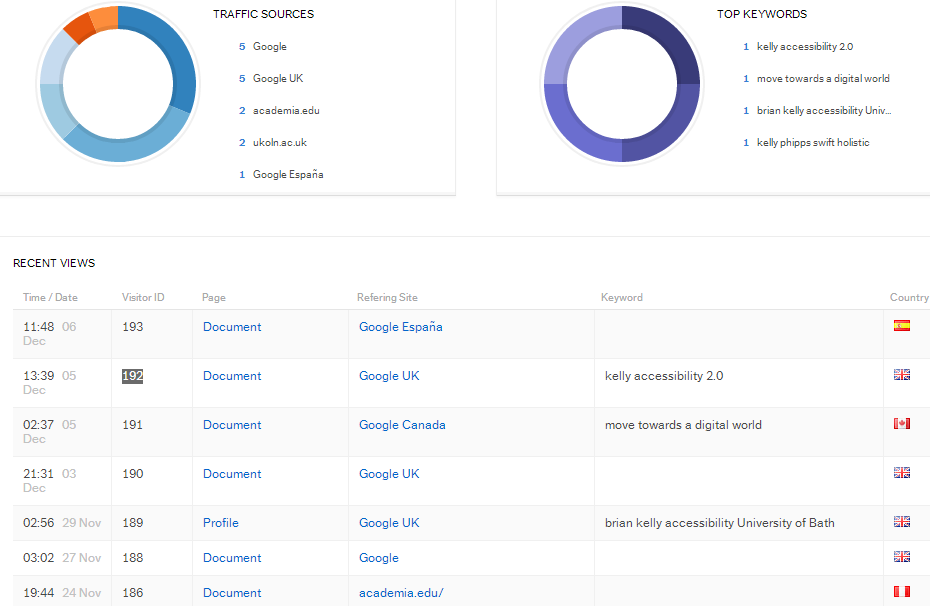 TRAFFIC SOURCES
5 Google
5 Google UK
2 academia.edu
2 ukoln.ac.uk
1 Google España
TOP KEYWORDS
1 kelly accessibility 2.0
1 move towards a digital world
1 brian kelly accessibility Univ...
1 kelly phipps swift holistic
RECENT VIEWS
Time / Date Visitor ID Page Refering Site Keyword Country
11:48 06 Dec 193 Document Google España
13:39 05 Dec 192 Document Google UK kelly accessibility 2.0
02:37 05 Dec 191 Document Google Canada move towards a digital world
21:31 03 Dec 190 Document Google UK
02:56 29 Nov 189 Profile Google UK brian kelly accessibility University of Bath
03:02 27 Nov 188 Document Google
19:44 24 Nov 186 Document academia.edu/